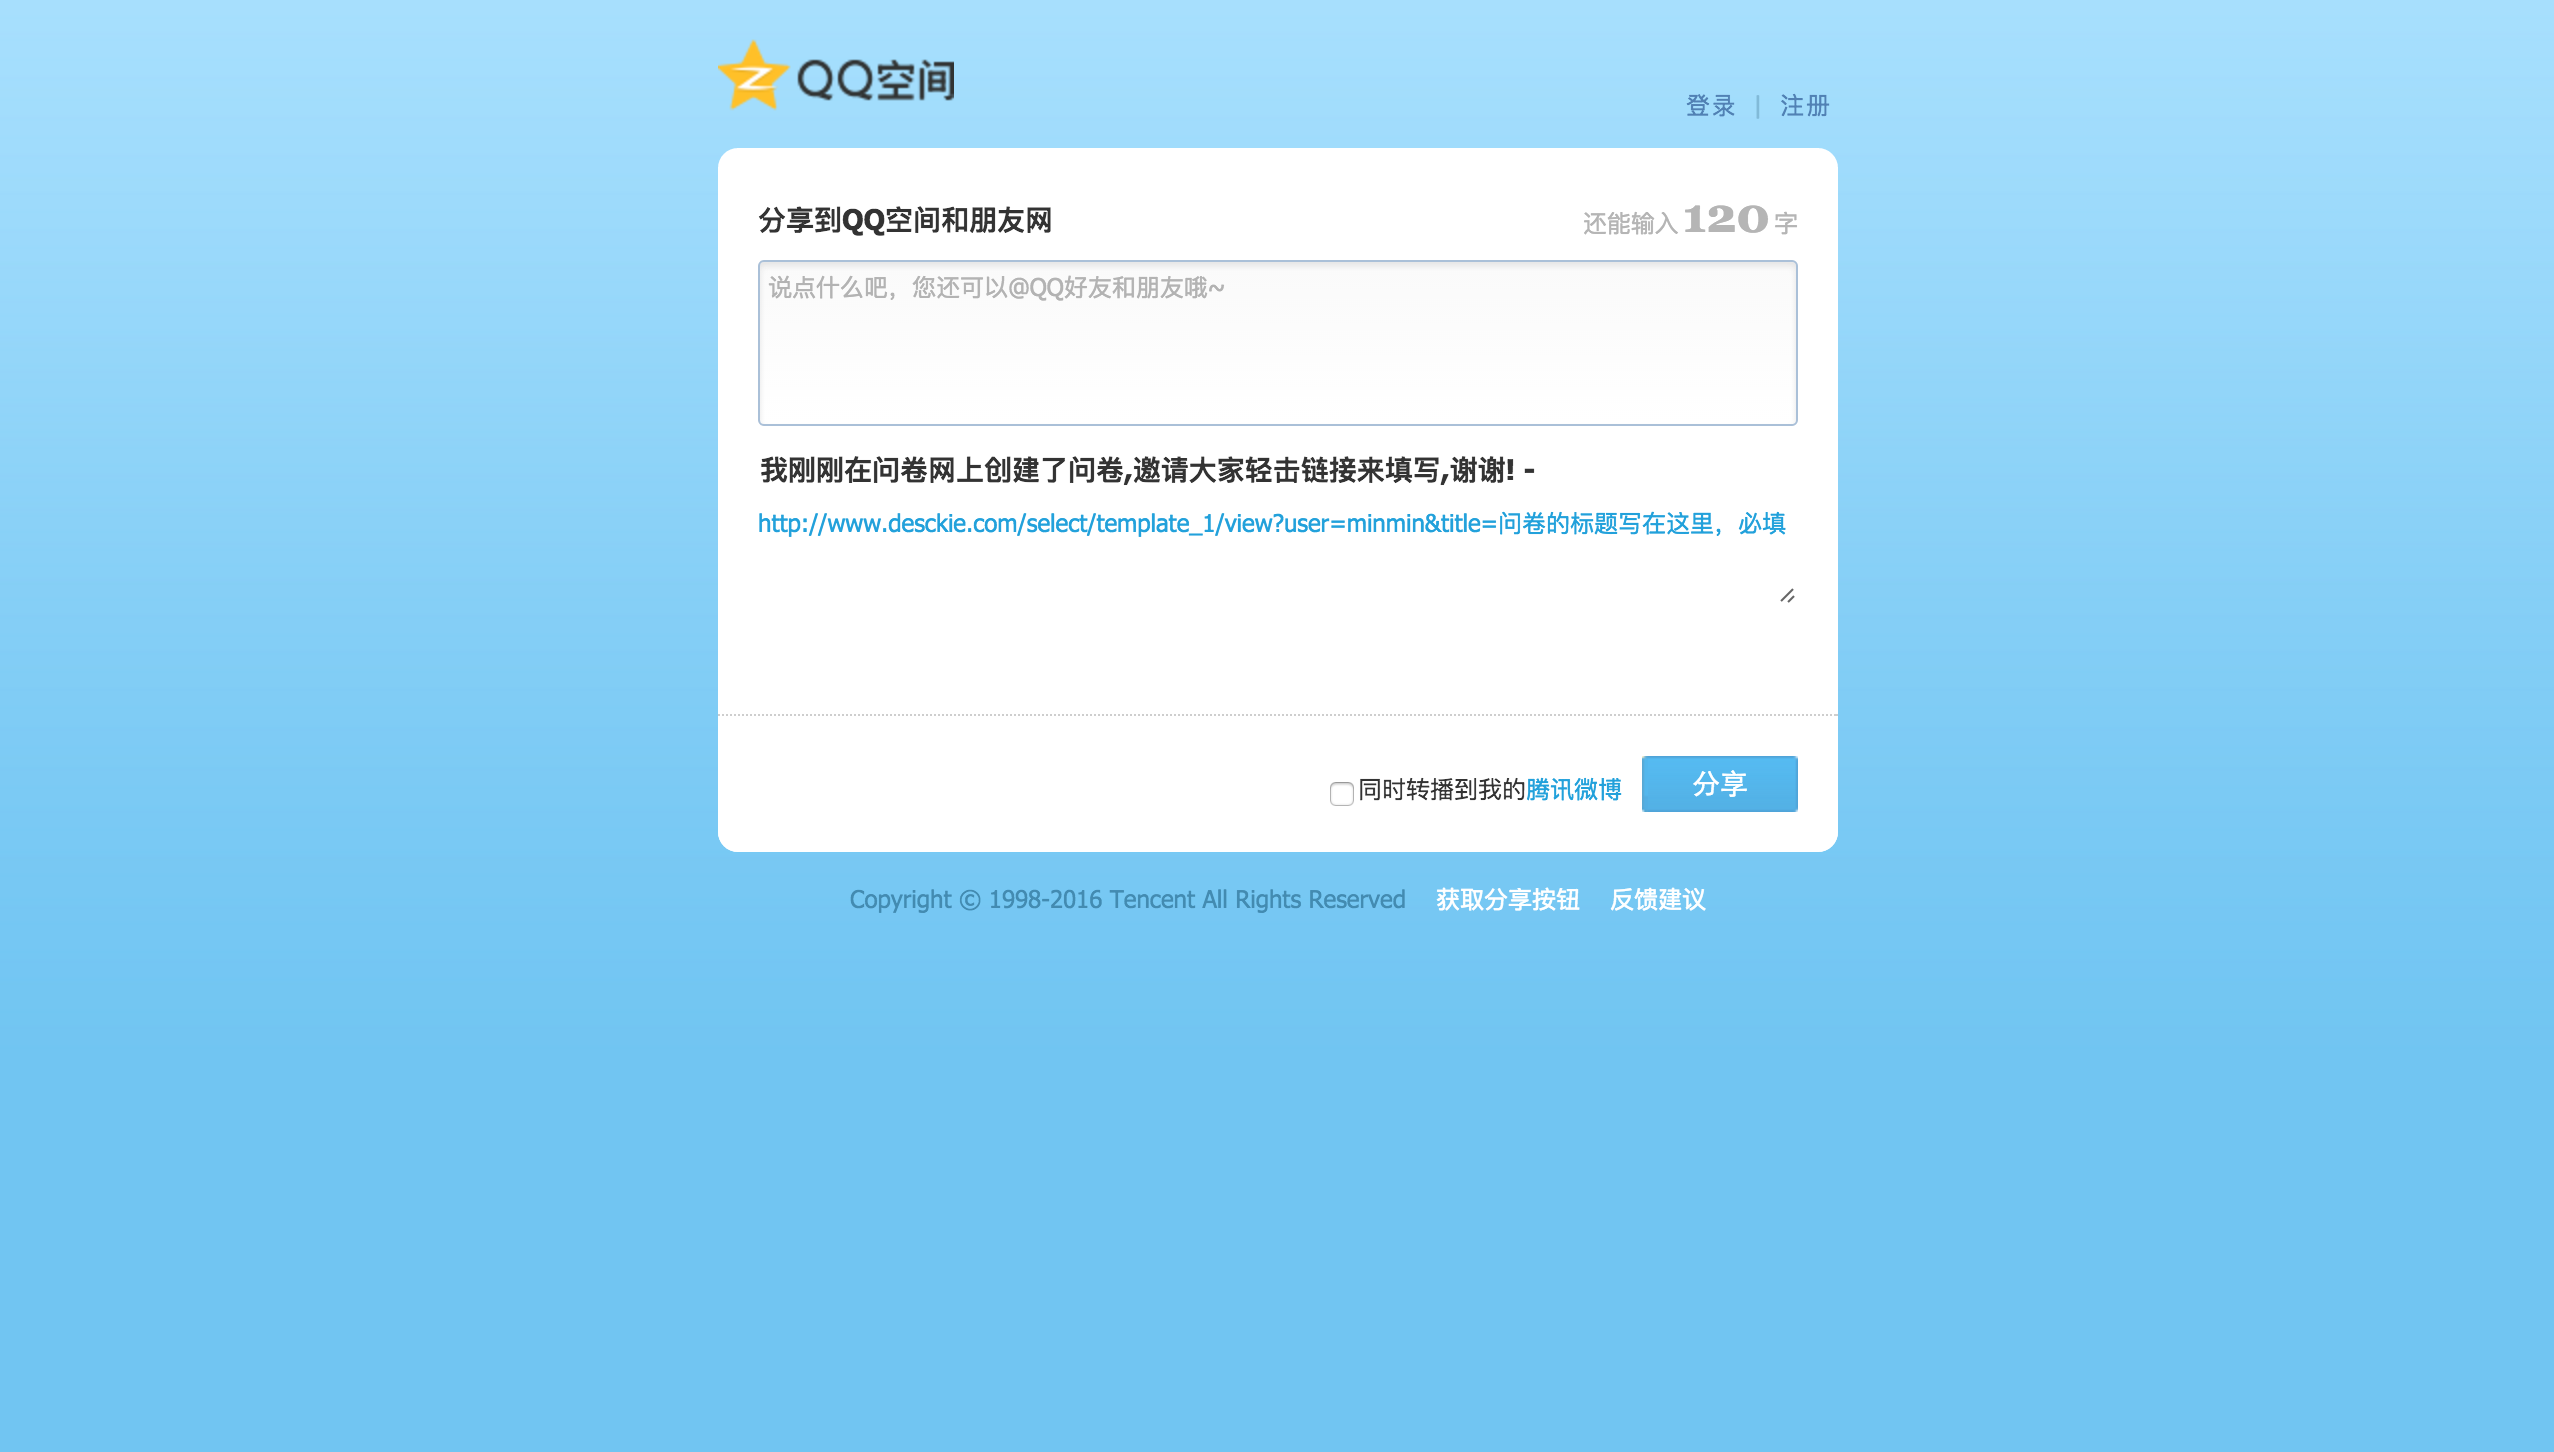 QQ空间
登录 | 注册
分享到QQ空间和朋友网
还能输入120字
说点什么吧，您还可以@QQ好友和朋友哦~
我刚刚在问卷网上创建了问卷,邀请大家轻击链接来填写,谢谢! -
http://www.desckie.com/select/template_1/view?user=minmin&title=问卷的标题写在这里，必填
同时转播到我的腾讯微博
分享
Copyright © 1998-2016 Tencent All Rights Reserved 获取分享按钮 反馈建议